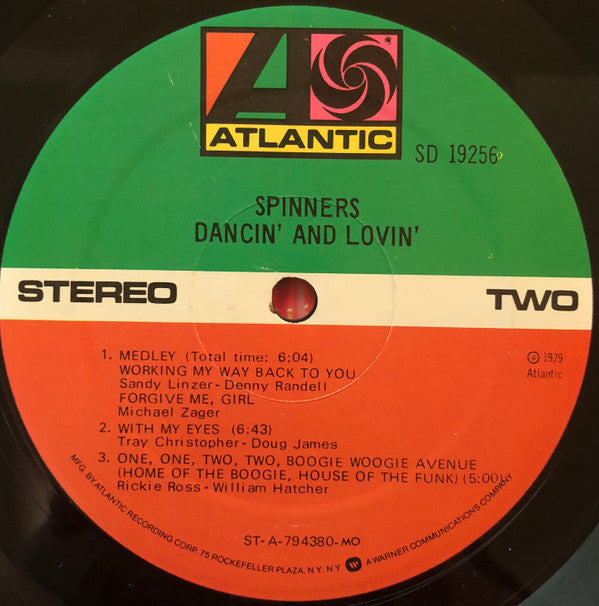 ATLANTIC
SD 19256
SPINNERS
DANCIN' AND LOVIN'
STEREO
TWO
1. MEDLEY (Total time: 6:04)
WORKING MY WAY BACK TO YOU
Sandy Linzer - Denny Randell
FORGIVE ME, GIRL
Michael Zager
2. WITH MY EYES (6:43)
Tray Christopher - Doug James
3. ONE, ONE, TWO, TWO, BOOGIE WOOGIE AVENUE
(HOME OF THE BOOGIE, HOUSE OF THE FUNK) (5:00)
Rickie Ross - William Hatcher
℗ 1979
Atlantic
ST-A-794380-MO
MFG. BY ATLANTIC RECORDING CORP. 75 ROCKEFELLER PLAZA, N.Y. N.Y. W A WARNER COMMUNICATIONS COMPANY